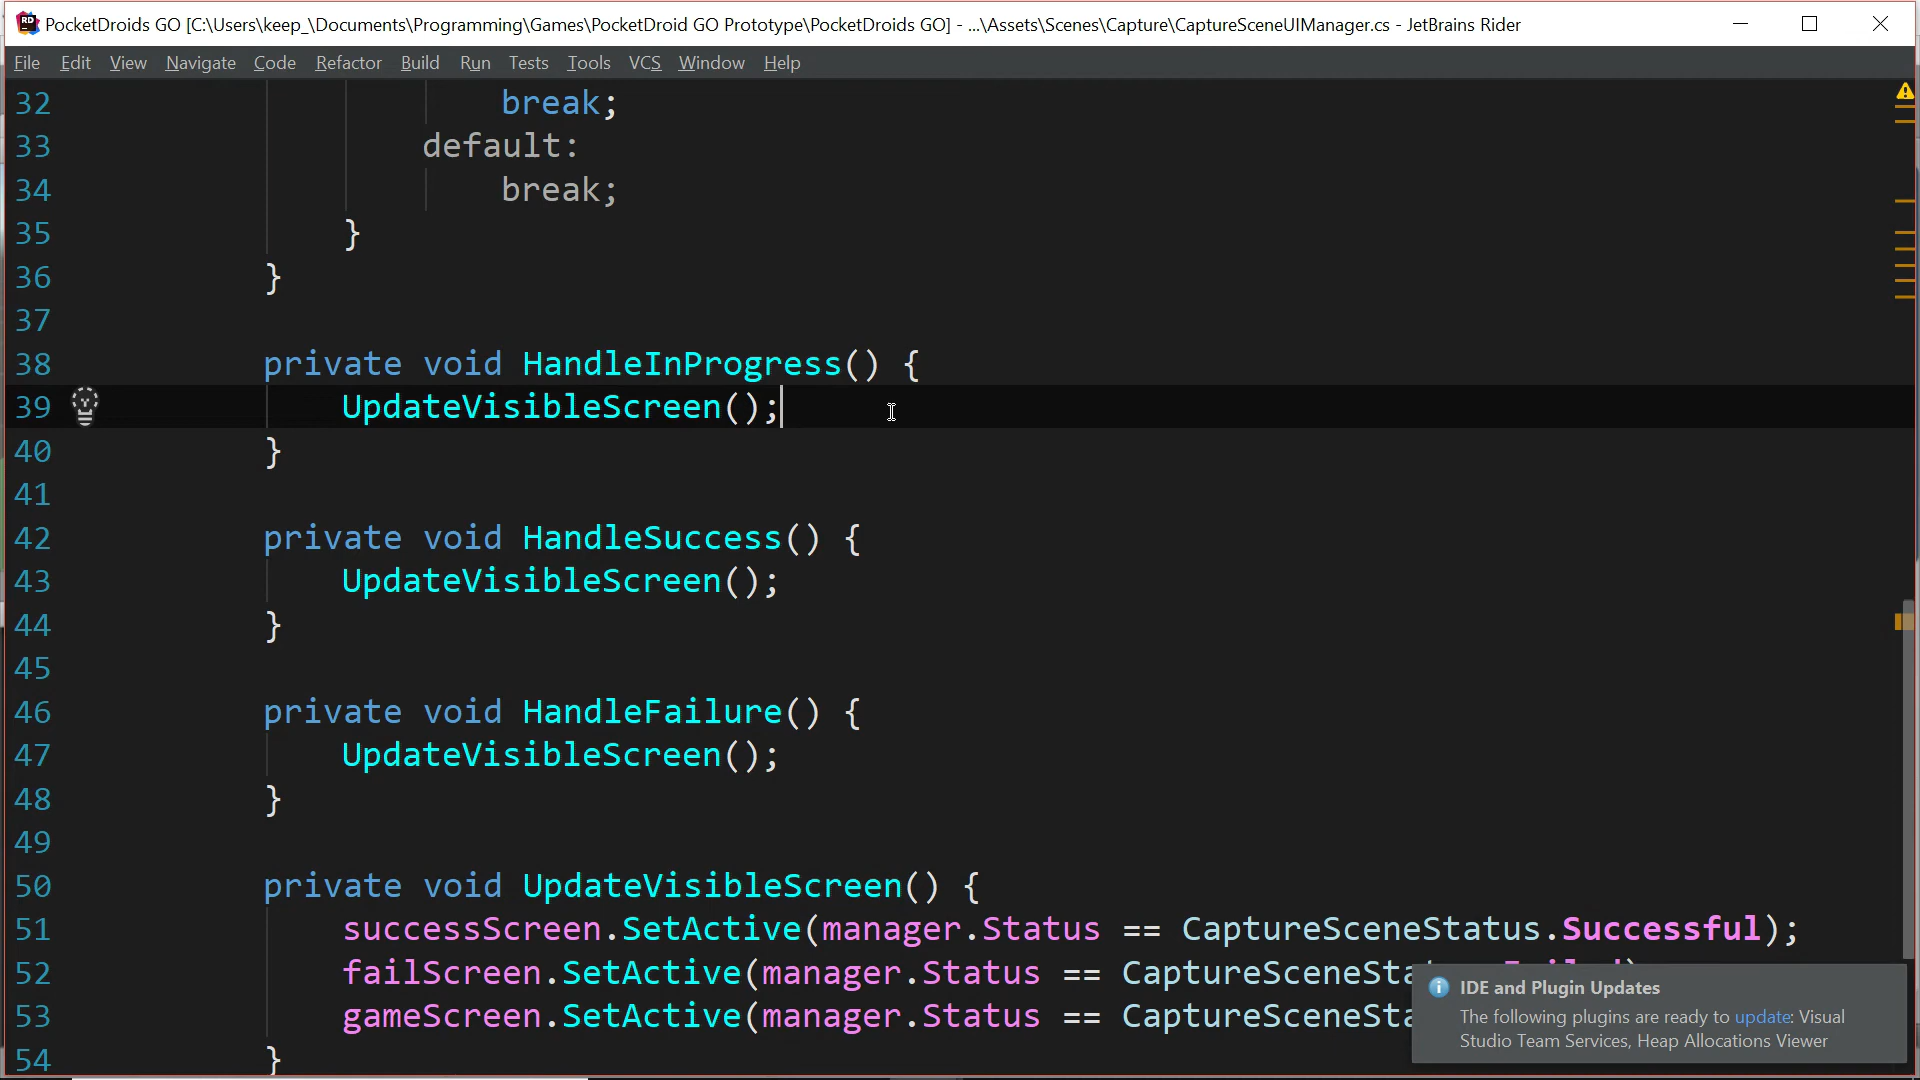 PocketDroids GO [C:\Users\keep_\Documents\Programming\Games\PocketDroid GO Prototype\PocketDroids GO] - ...\Assets\Scenes\Capture\CaptureSceneUIManager.cs - JetBrains Rider
File Edit View Navigate Code Refactor Build Run Tests Tools VCS Window Help
32 break;
33 default:
34 break;
35 }
36 }
37
38 private void HandleInProgress() {
39 UpdateVisibleScreen();
40 }
41
42 private void HandleSuccess() {
43 UpdateVisibleScreen();
44 }
45
46 private void HandleFailure() {
47 UpdateVisibleScreen();
48 }
49
50 private void UpdateVisibleScreen() {
51 successScreen.SetActive(manager.Status == CaptureSceneStatus.Successful);
52 failScreen.SetActive(manager.Status == CaptureSceneSta
53 gameScreen.SetActive(manager.Status == CaptureSceneSta
54 }
IDE and Plugin Updates
The following plugins are ready to update: Visual
Studio Team Services, Heap Allocations Viewer